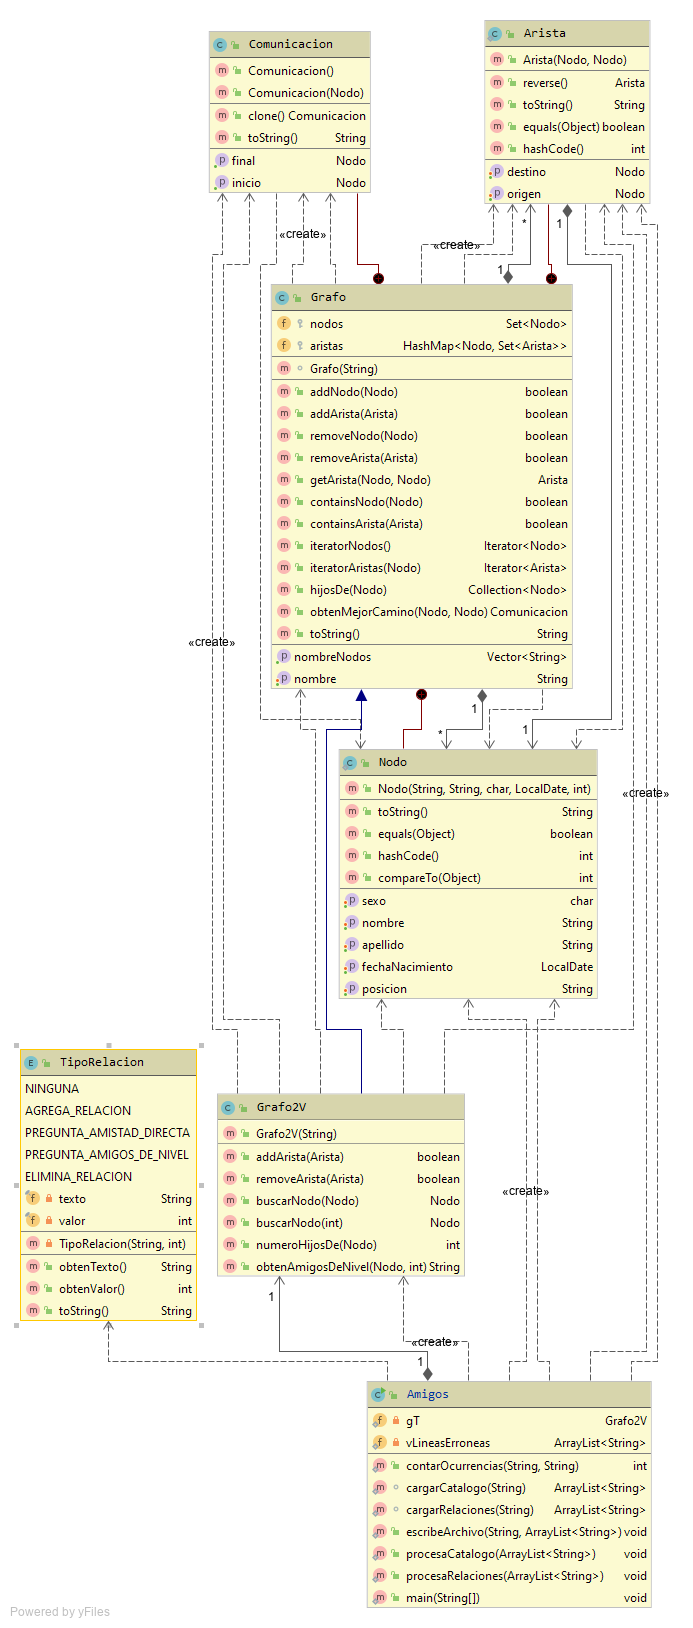 Comunicacion
Comunicacion()
Comunicacion(Nodo)
clone() Comunicacion
toString() String
final Nodo
inicio Nodo
Arista
Arista(Nodo, Nodo)
reverse() Arista
toString() String
equals(Object) boolean
hashCode() int
destino Nodo
origen Nodo
«create»
«create»
*
1
1
Grafo
nodos Set<Nodo>
aristas HashMap<Nodo, Set<Arista>>
Grafo(String)
addNodo(Nodo) boolean
addArista(Arista) boolean
removeNodo(Nodo) boolean
removeArista(Arista) boolean
getArista(Nodo, Nodo) Arista
containsNodo(Nodo) boolean
containsArista(Arista) boolean
iteratorNodos() Iterator<Nodo>
iteratorAristas(Nodo) Iterator<Arista>
hijosDe(Nodo) Collection<Nodo>
obtenMejorCamino(Nodo, Nodo) Comunicacion
toString() String
nombreNodos Vector<String>
nombre String
«create»
1
*
1
Nodo
Nodo(String, String, char, LocalDate, int)
toString() String
equals(Object) boolean
hashCode() int
compareTo(Object) int
sexo char
nombre String
apellido String
fechaNacimiento LocalDate
posicion String
«create»
TipoRelacion
NINGUNA
AGREGA_RELACION
PREGUNTA_AMISTAD_DIRECTA
PREGUNTA_AMIGOS_DE_NIVEL
ELIMINA_RELACION
texto String
valor int
TipoRelacion(String, int)
obtenTexto() String
obtenValor() int
toString() String
Grafo2V
Grafo2V(String)
addArista(Arista) boolean
removeArista(Arista) boolean
buscarNodo(Nodo) Nodo
buscarNodo(int) Nodo
numeroHijosDe(Nodo) int
obtenAmigosDeNivel(Nodo, int) String
«create»
1
«create»
1
Amigos
gT Grafo2V
vLineasErroneas ArrayList<String>
contarOcurrencias(String, String) int
cargarCatalogo(String) ArrayList<String>
cargarRelaciones(String) ArrayList<String>
escribeArchivo(String, ArrayList<String>) void
procesaCatalogo(ArrayList<String>) void
procesaRelaciones(ArrayList<String>) void
main(String[]) void
Powered by yFiles